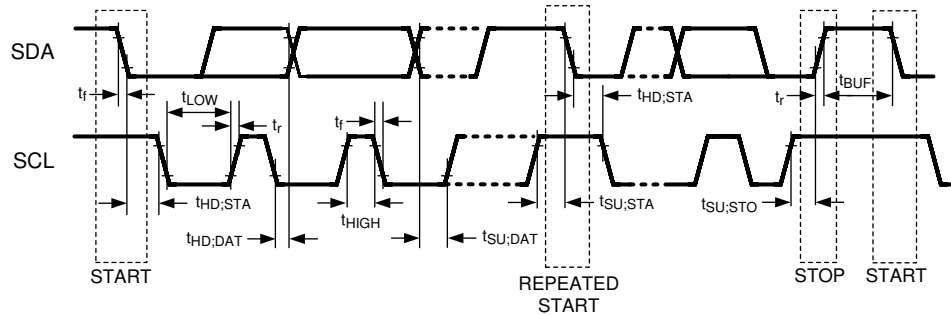 SDA
t_f
t_LOW
t_r
t_f
t_HD;STA
t_r
t_BUF
SCL
t_HD;STA
t_HD;DAT
t_HIGH
t_SU;DAT
t_SU;STA
t_SU;STO
START
REPEATED
START
STOP
START